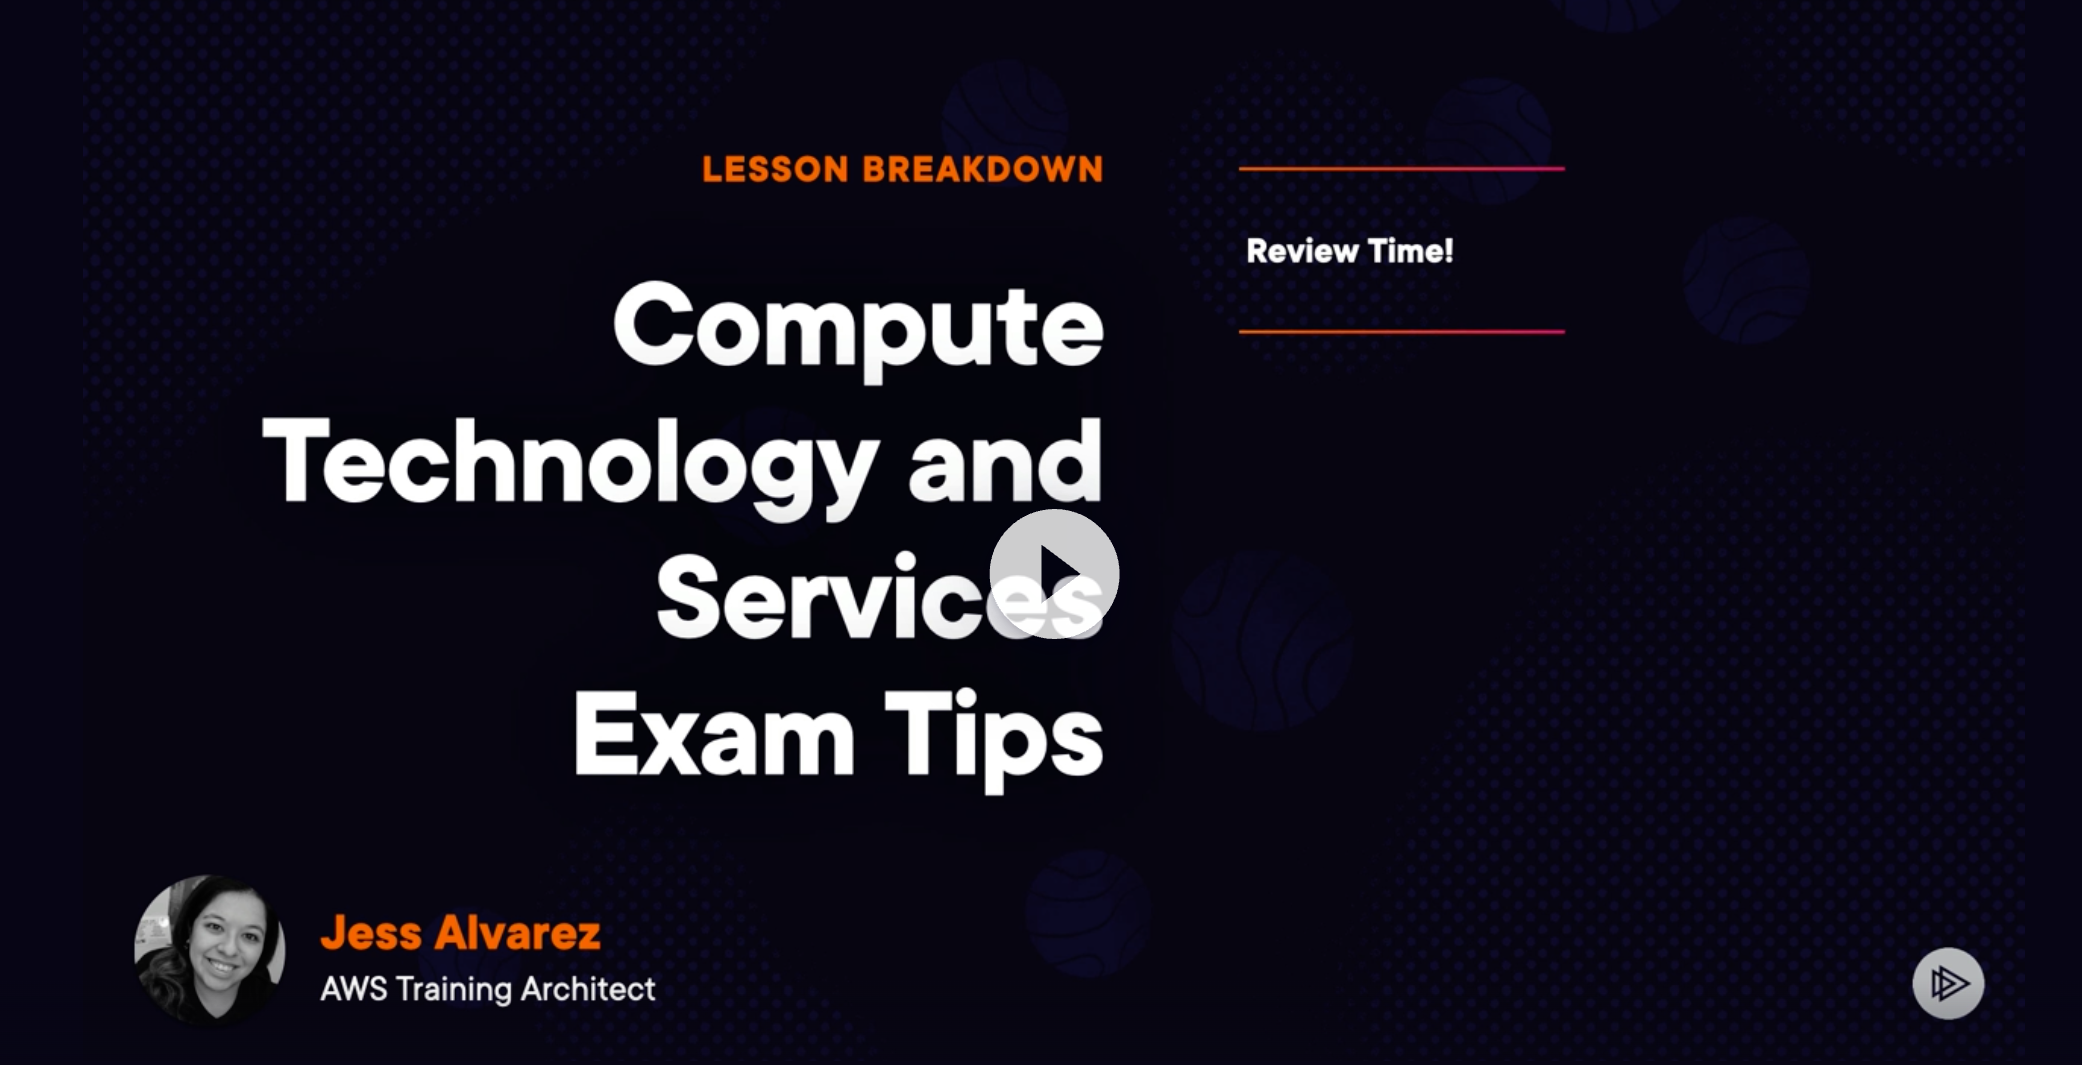 LESSON BREAKDOWN
Compute
Technology and
Services
Exam Tips
Review Time!
Jess Alvarez
AWS Training Architect